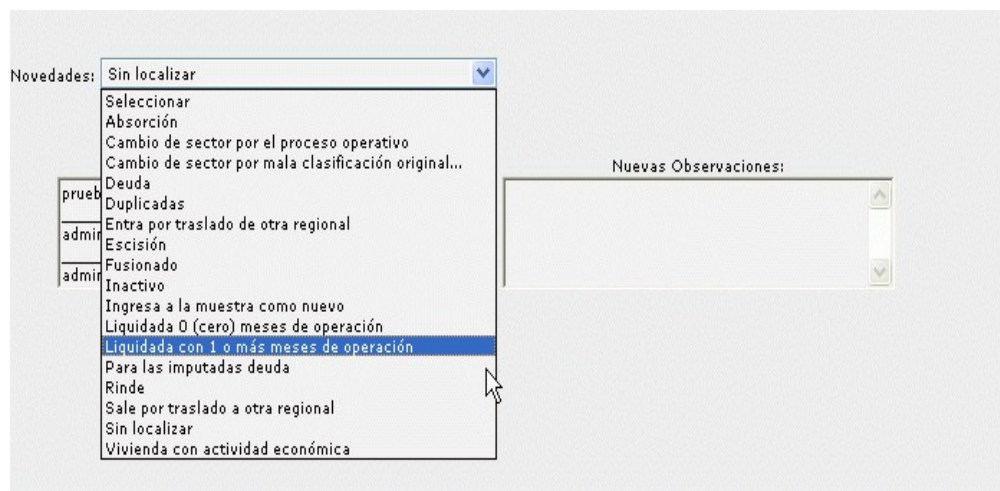 Novedades: Sin localizar
Seleccionar
Absorción
Cambio de sector por el proceso operativo
Cambio de sector por mala clasificación original...
Deuda
Duplicadas
Entra por traslado de otra regional
Escisión
Fusionado
Inactivo
Ingresa a la muestra como nuevo
Liquidada 0 (cero) meses de operación
Liquidada con 1 o más meses de operación
Para las imputadas deuda
Rinde
Sale por traslado a otra regional
Sin localizar
Vivienda con actividad económica
prueb
admin
admin
Nuevas Observaciones: